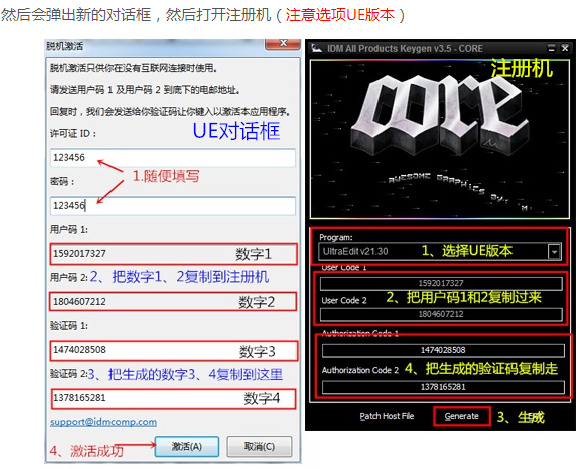 然后会弹出新的对话框，然后打开注册机（注意选项UE版本）
脱机激活
脱机激活只供你在没有互联网连接时使用。
请发送用户码 1 及用户码 2 到底下的电邮地址。
回复时，我们会发送给你验证码让你键入以激活本应用程序。
许可证 ID：
UE对话框
123456
1.随便填写
密码：
123456
用户码 1:
1592017327
数字1
用户码 2:
2、把数字1、2复制到注册机
1804607212
数字2
验证码 1:
1474028508
数字3
验证码 2:
3、把生成的数字3、4复制到这里
1378165281
数字4
support@idmcomp.com
4、激活成功
激活(A)
取消(C)
IDM All Products Keygen v3.5 - CORE
注册机
CORE
AWESOME GRAPHICS BY: 'M'
Program:
UltraEdit v21.30
1、选择UE版本
User Code 1
1592017327
User Code 2
2、把用户码1和2复制过来
1804607212
Authorization Code 1
1474028508
Authorization Code 2
4、把生成的验证码复制走
1378165281
Patch Host File
Generate
3、生成